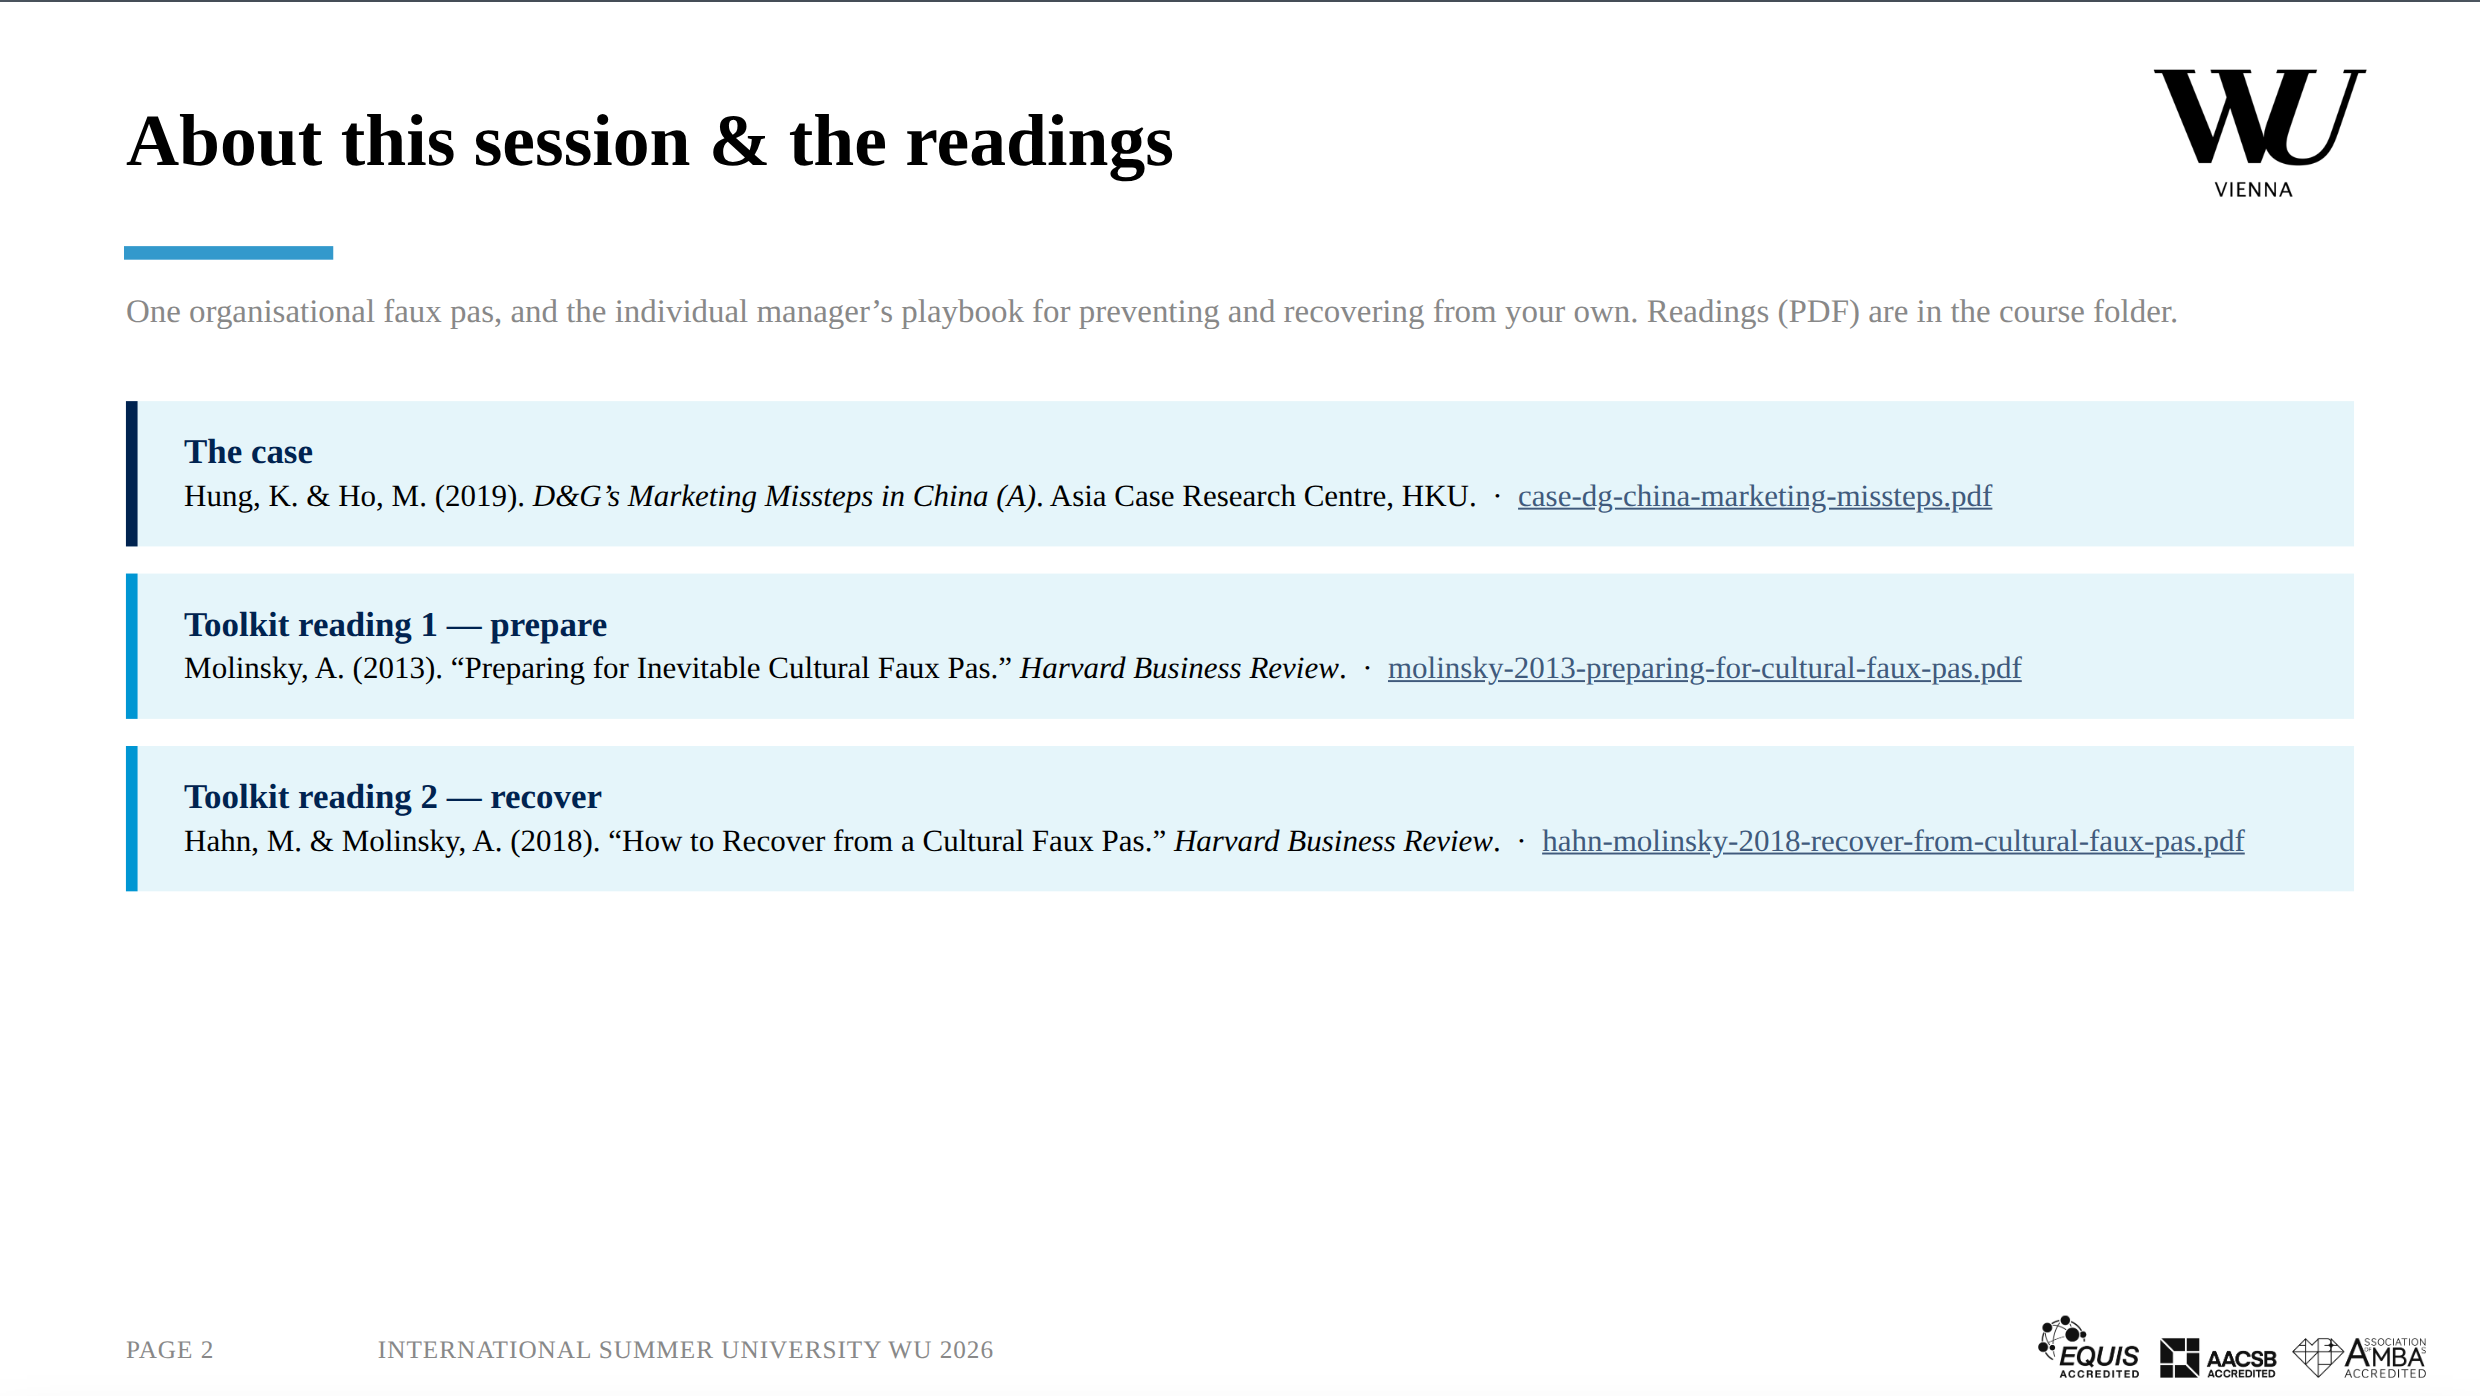 About this session & the readings
WU
VIENNA
One organisational faux pas, and the individual manager’s playbook for preventing and recovering from your own. Readings (PDF) are in the course folder.
The case
Hung, K. & Ho, M. (2019). D&G’s Marketing Missteps in China (A). Asia Case Research Centre, HKU. · case-dg-china-marketing-missteps.pdf
Toolkit reading 1 — prepare
Molinsky, A. (2013). “Preparing for Inevitable Cultural Faux Pas.” Harvard Business Review. · molinsky-2013-preparing-for-cultural-faux-pas.pdf
Toolkit reading 2 — recover
Hahn, M. & Molinsky, A. (2018). “How to Recover from a Cultural Faux Pas.” Harvard Business Review. · hahn-molinsky-2018-recover-from-cultural-faux-pas.pdf
PAGE 2
INTERNATIONAL SUMMER UNIVERSITY WU 2026
EQUIS
ACCREDITED
AACSB
ACCREDITED
ASSOCIATION
OF AMBAS
ACCREDITED